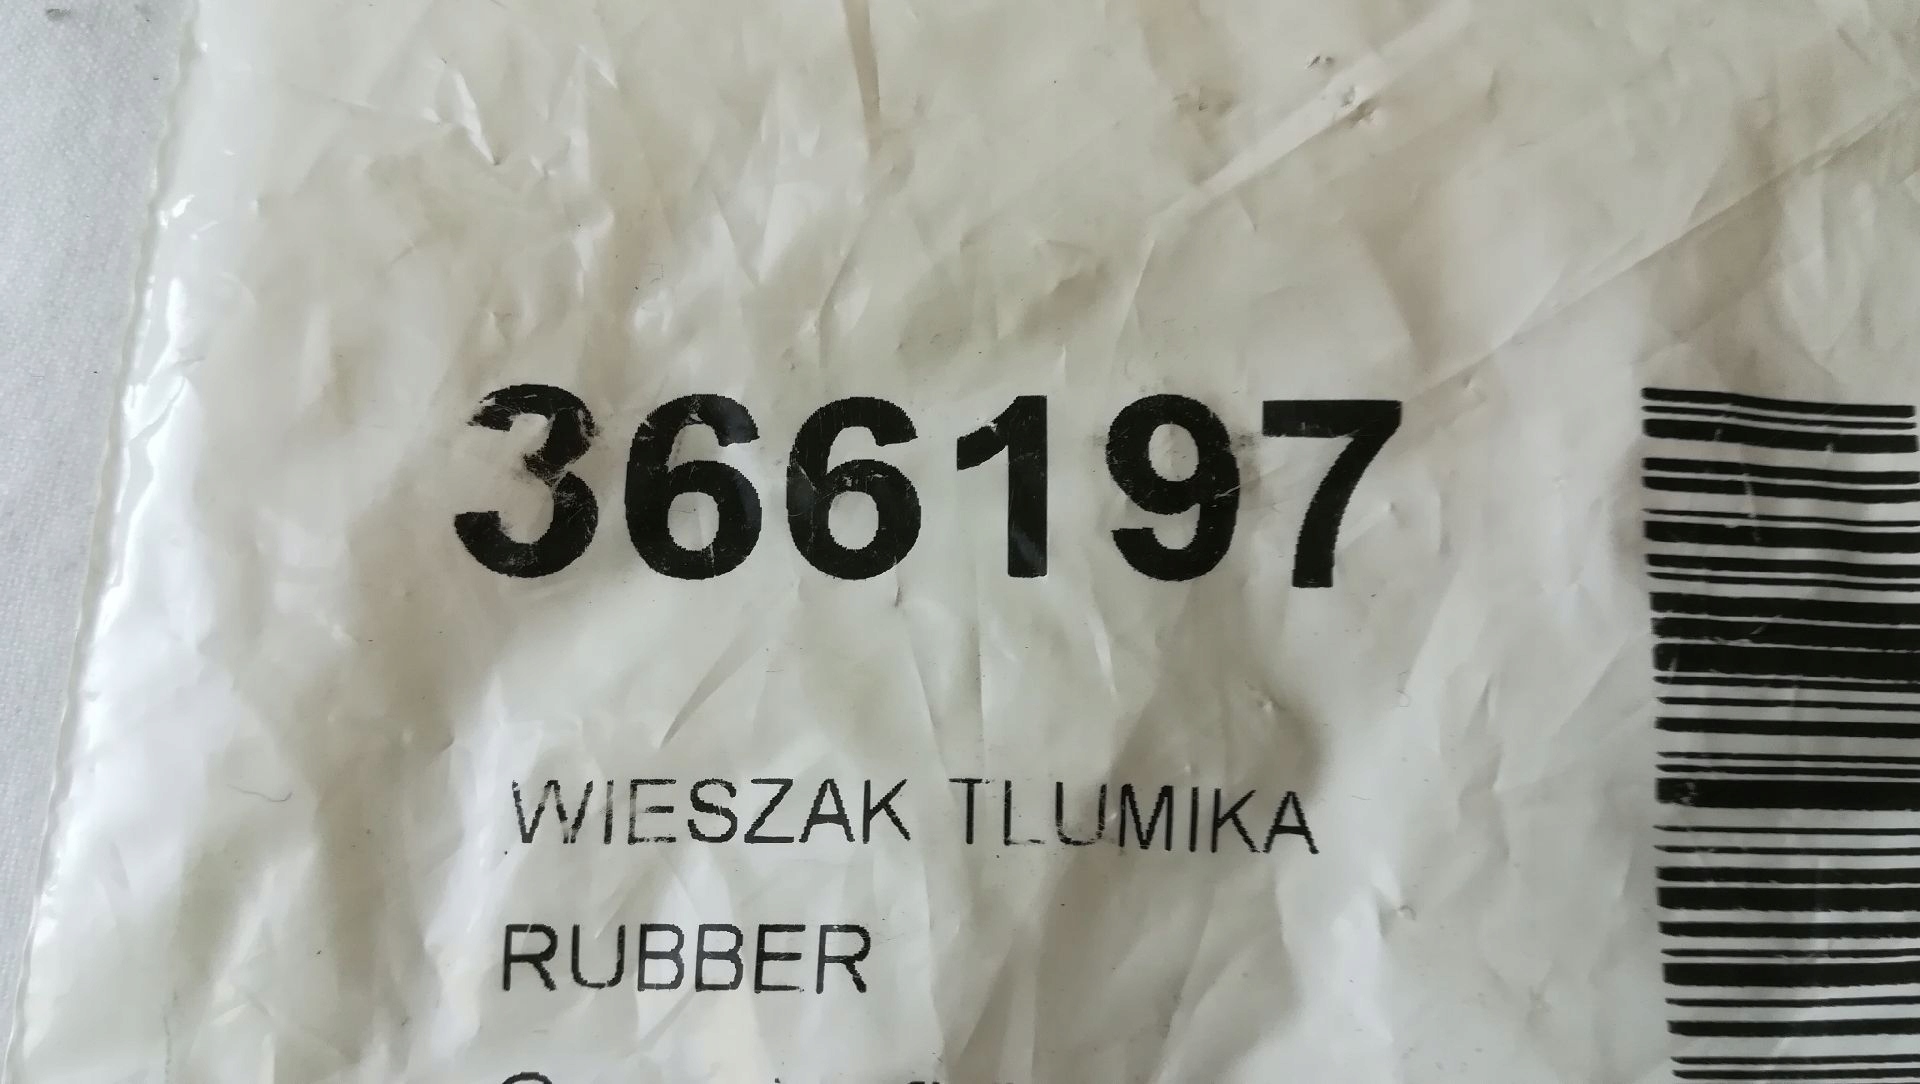 366197
WIESZAK TLUMIKA
RUBBER